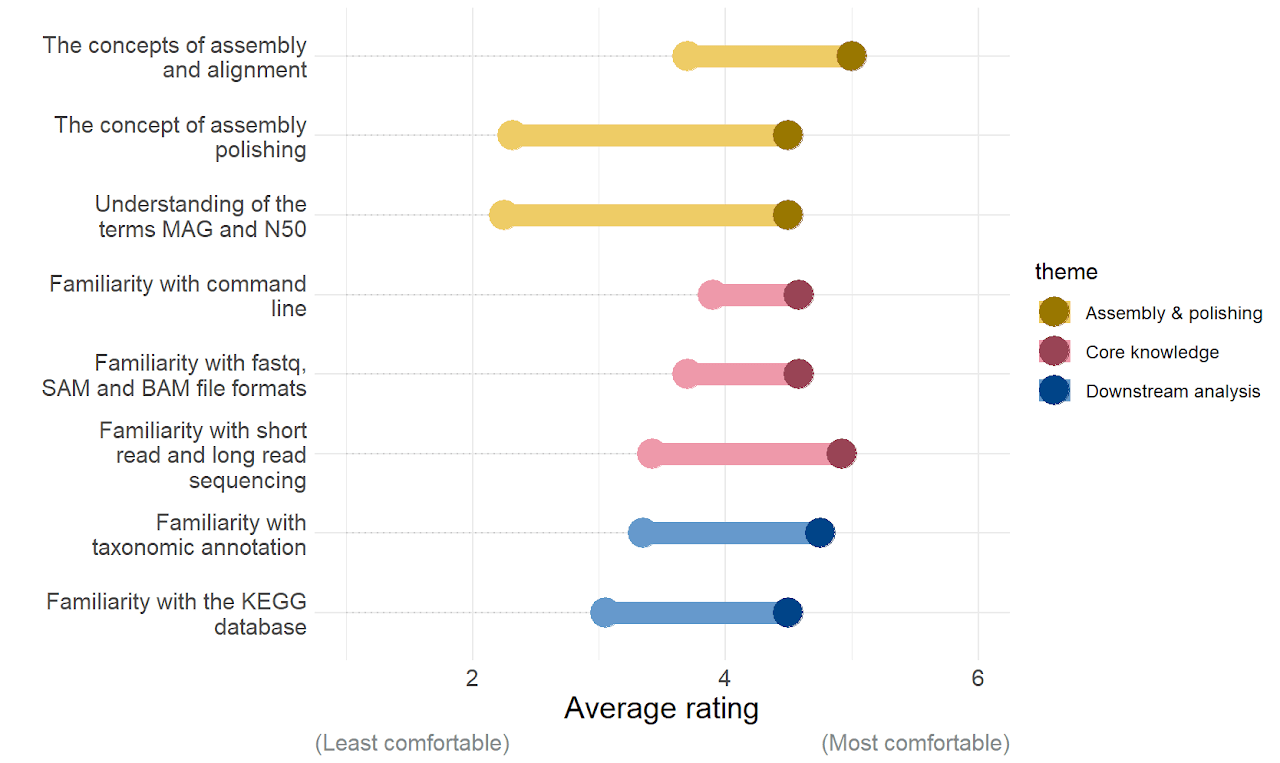 The concepts of assembly
and alignment
The concept of assembly
polishing
Understanding of the
terms MAG and N50
Familiarity with command
line
Familiarity with fastq,
SAM and BAM file formats
Familiarity with short
read and long read
sequencing
Familiarity with
taxonomic annotation
Familiarity with the KEGG
database
2 4 6
Average rating
(Least comfortable) (Most comfortable)
theme
Assembly & polishing
Core knowledge
Downstream analysis